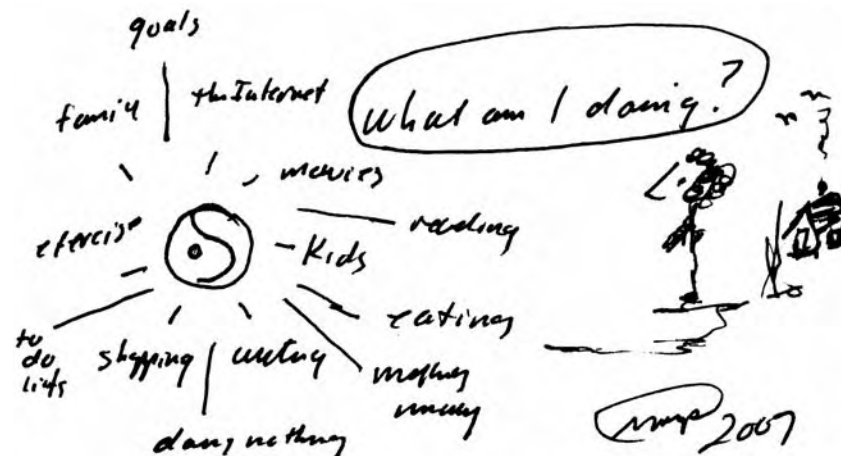 goals
family
the Internet
What am I doing?
movies
reading
exercise
Kids
eating
to
do
lists
shopping
writing
making
money
doing nothing
2007